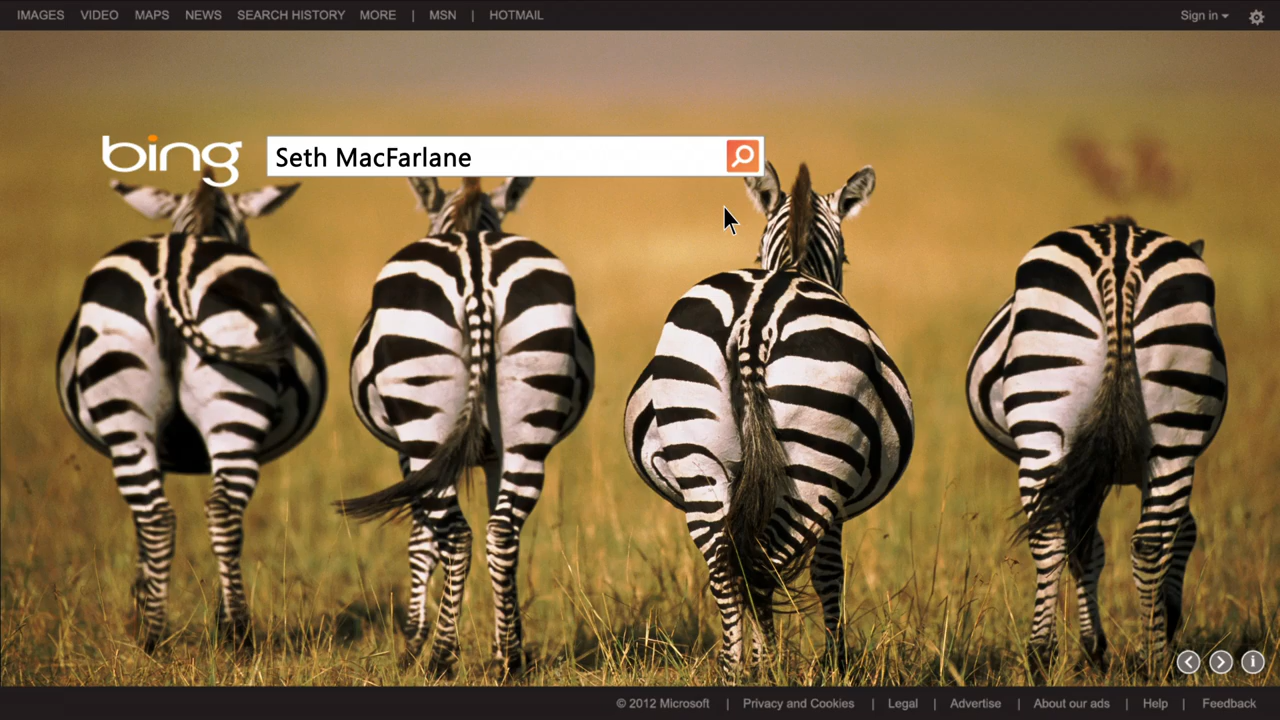 IMAGES VIDEO MAPS NEWS SEARCH HISTORY MORE | MSN | HOTMAIL Sign in
bing Seth MacFarlane
© 2012 Microsoft | Privacy and Cookies | Legal | Advertise | About our ads | Help | Feedback